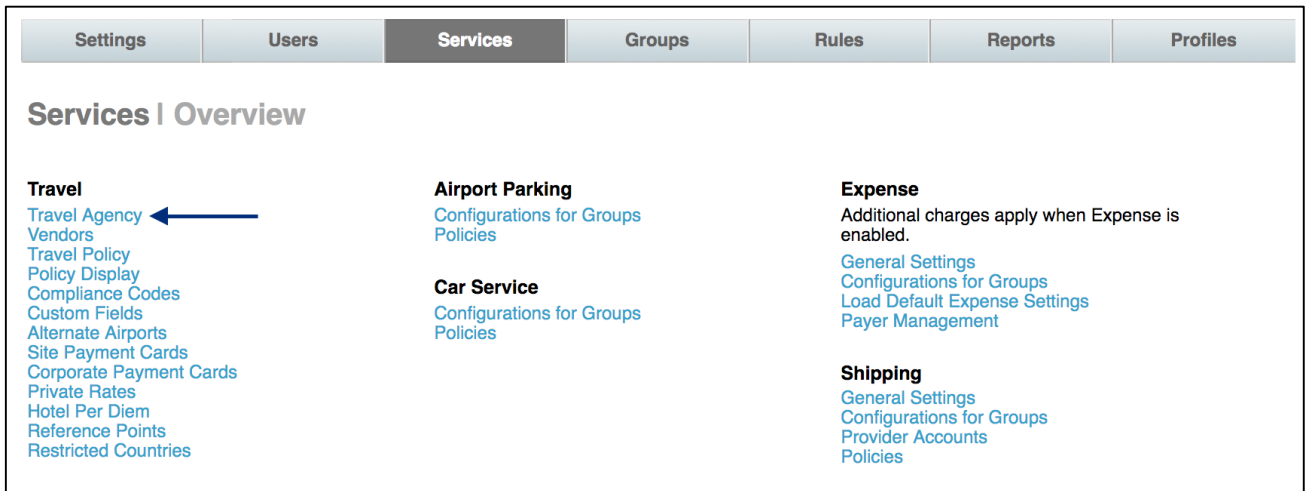 Settings Users Services Groups Rules Reports Profiles
Services | Overview
Travel
Travel Agency
Vendors
Travel Policy
Policy Display
Compliance Codes
Custom Fields
Alternate Airports
Site Payment Cards
Corporate Payment Cards
Private Rates
Hotel Per Diem
Reference Points
Restricted Countries
Airport Parking
Configurations for Groups
Policies
Car Service
Configurations for Groups
Policies
Expense
Additional charges apply when Expense is
enabled.
General Settings
Configurations for Groups
Load Default Expense Settings
Payer Management
Shipping
General Settings
Configurations for Groups
Provider Accounts
Policies